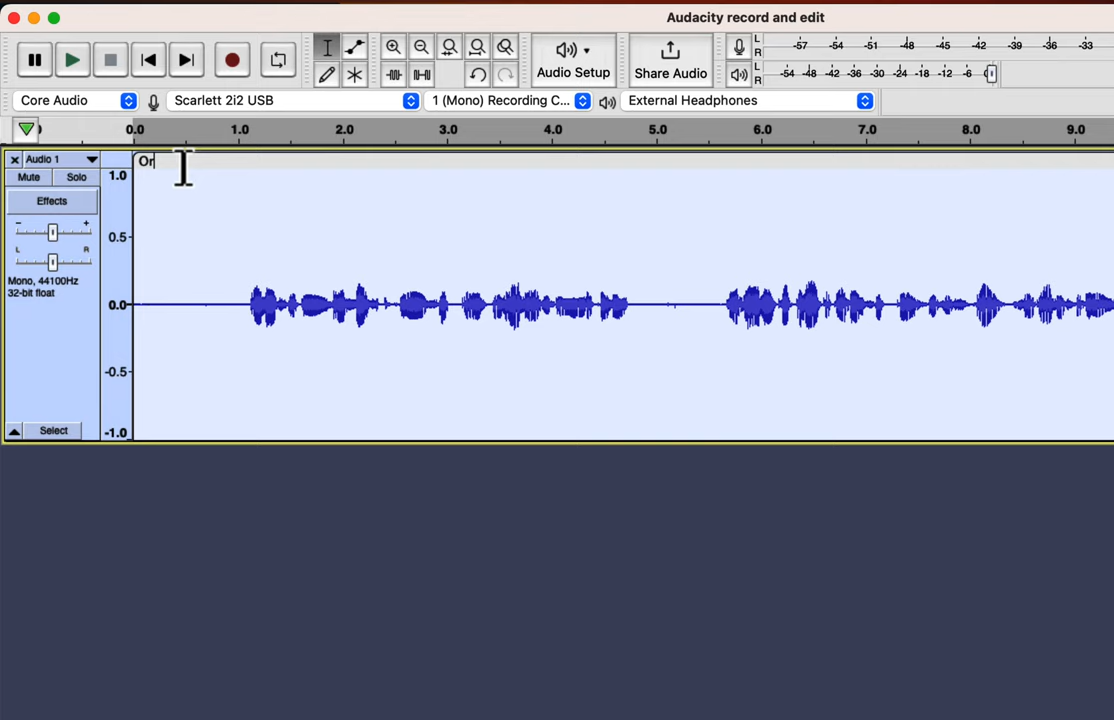 Audacity record and edit
Audio Setup
Share Audio
L
R
-57 -54 -51 -48 -45 -42 -39 -36 -33
L
R
-54 -48 -42 -36 -30 -24 -18 -12 -6 0
Core Audio
Scarlett 2i2 USB
1 (Mono) Recording C...
External Headphones
0.0 1.0 2.0 3.0 4.0 5.0 6.0 7.0 8.0 9.0
Audio 1
Or
Mute
Solo
Effects
- +
L R
Mono, 44100Hz
32-bit float
Select
1.0
0.5
0.0
-0.5
-1.0